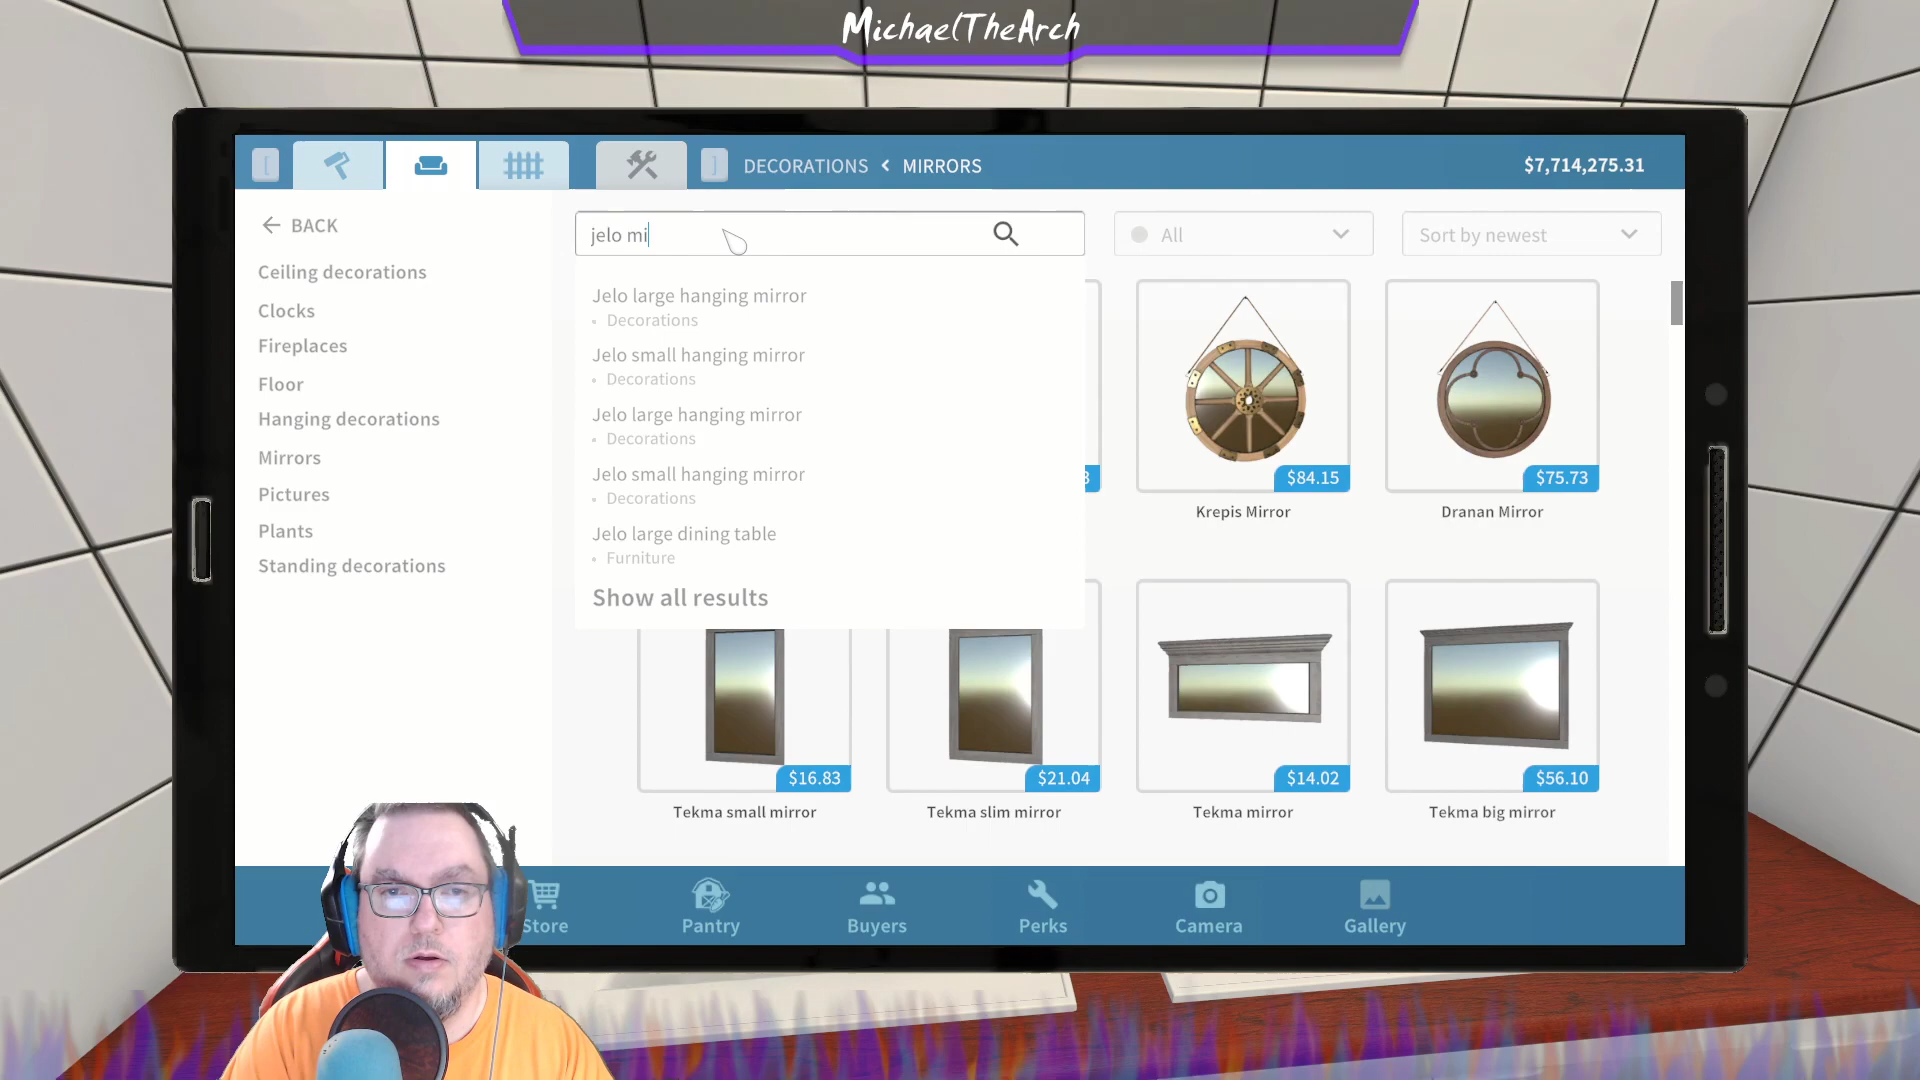 MichaelTheArch
[
]
DECORATIONS < MIRRORS
$7,714,275.31
← BACK
jelo mi
All
Sort by newest
Ceiling decorations
Clocks
Fireplaces
Floor
Hanging decorations
Mirrors
Pictures
Plants
Standing decorations
Jelo large hanging mirror
• Decorations
Jelo small hanging mirror
• Decorations
Jelo large hanging mirror
• Decorations
Jelo small hanging mirror
• Decorations
Jelo large dining table
• Furniture
Show all results
3
$84.15
$75.73
Krepis Mirror
Dranan Mirror
$16.83
$21.04
$14.02
$56.10
Tekma small mirror
Tekma slim mirror
Tekma mirror
Tekma big mirror
Store
Pantry
Buyers
Perks
Camera
Gallery